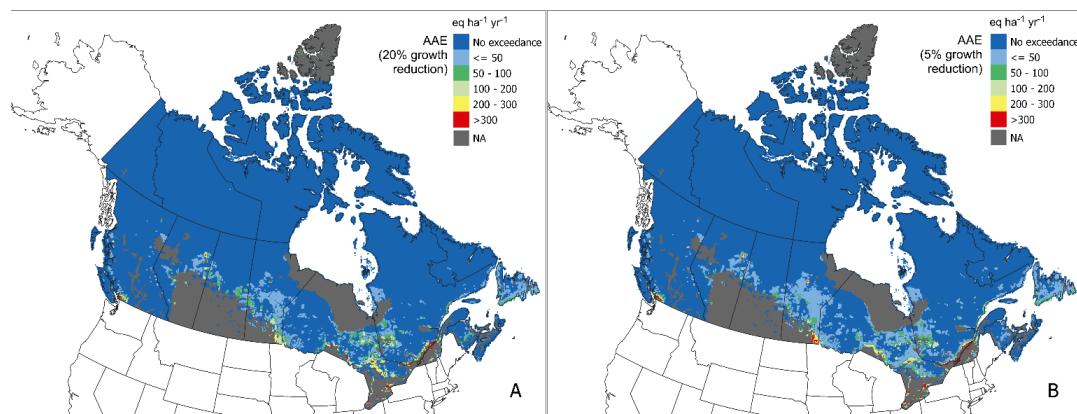 eq ha⁻¹ yr⁻¹
AAE
(20% growth
reduction)
No exceedance
<= 50
50 - 100
100 - 200
200 - 300
>300
NA
A
eq ha⁻¹ yr⁻¹
AAE
(5% growth
reduction)
No exceedance
<= 50
50 - 100
100 - 200
200 - 300
>300
NA
B